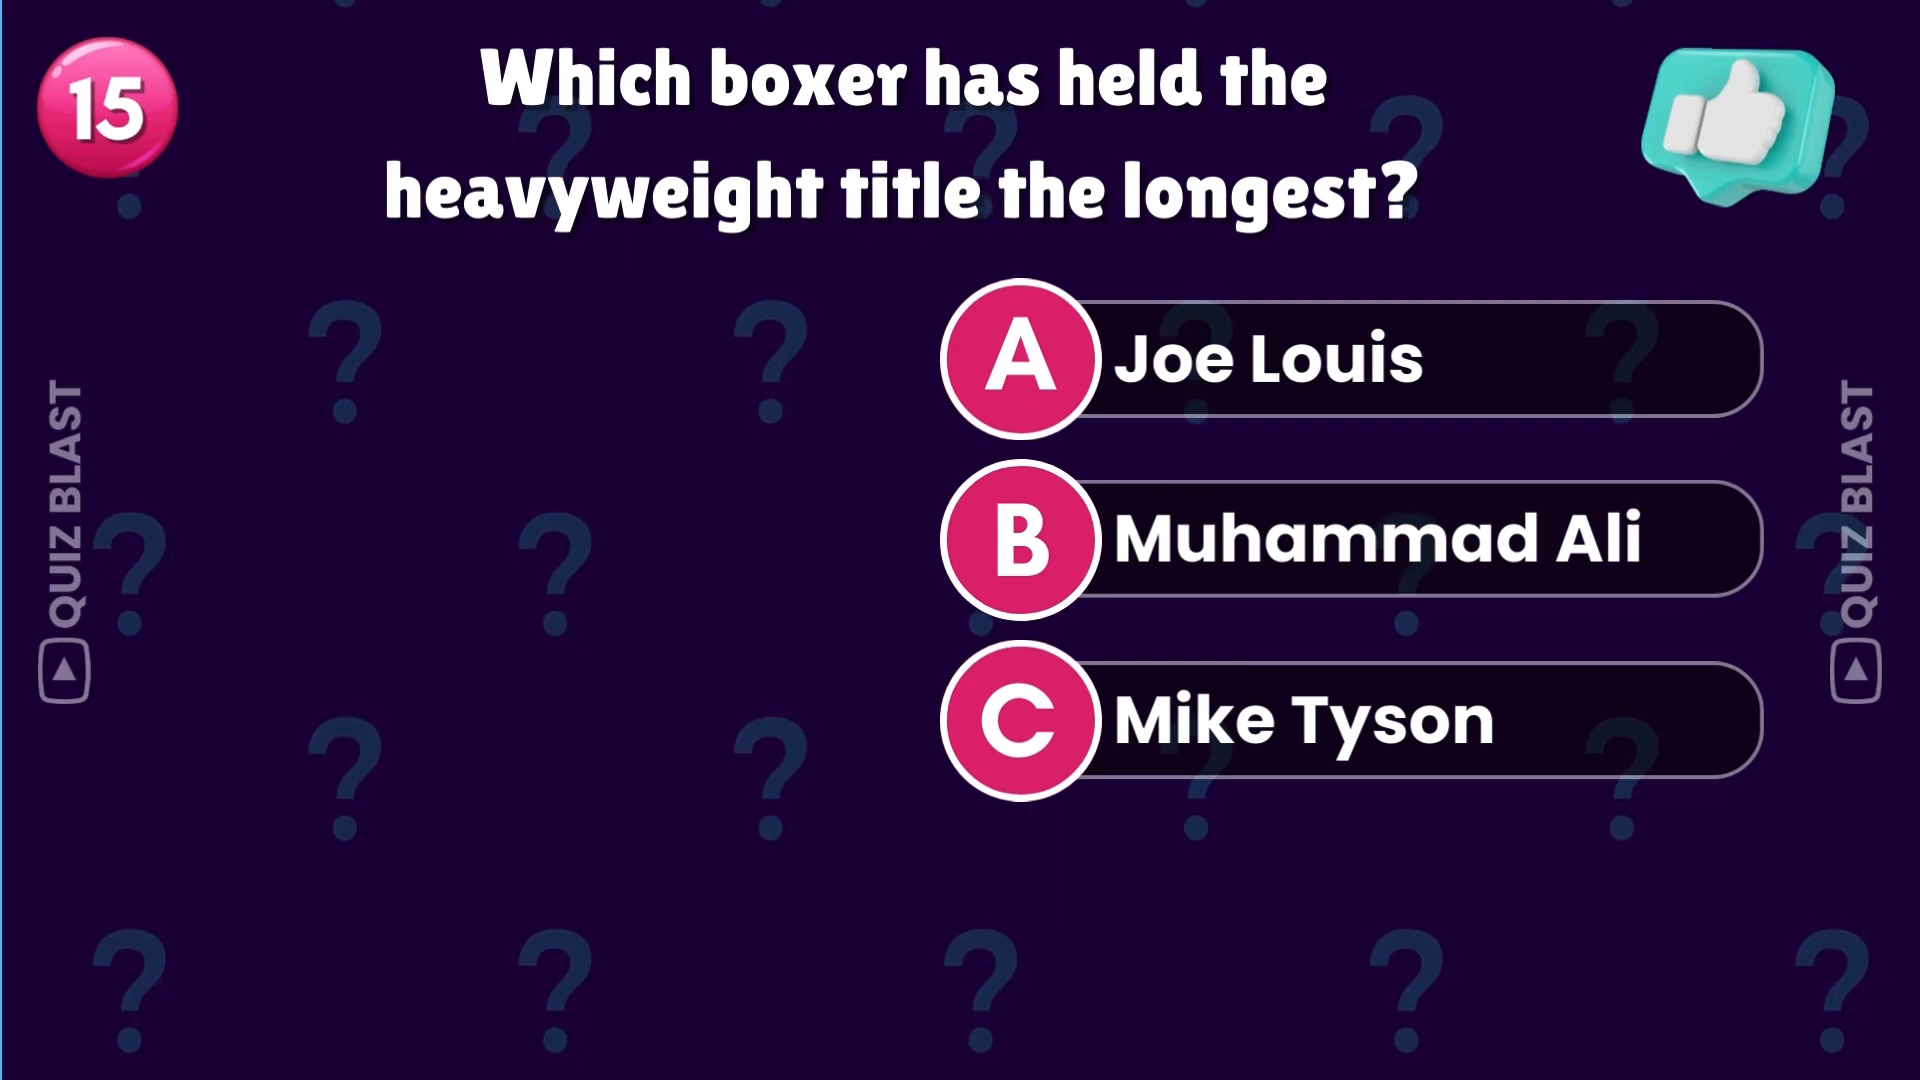 15
Which boxer has held the
heavyweight title the longest?
A Joe Louis
B Muhammad Ali
C Mike Tyson
QUIZ BLAST
QUIZ BLAST